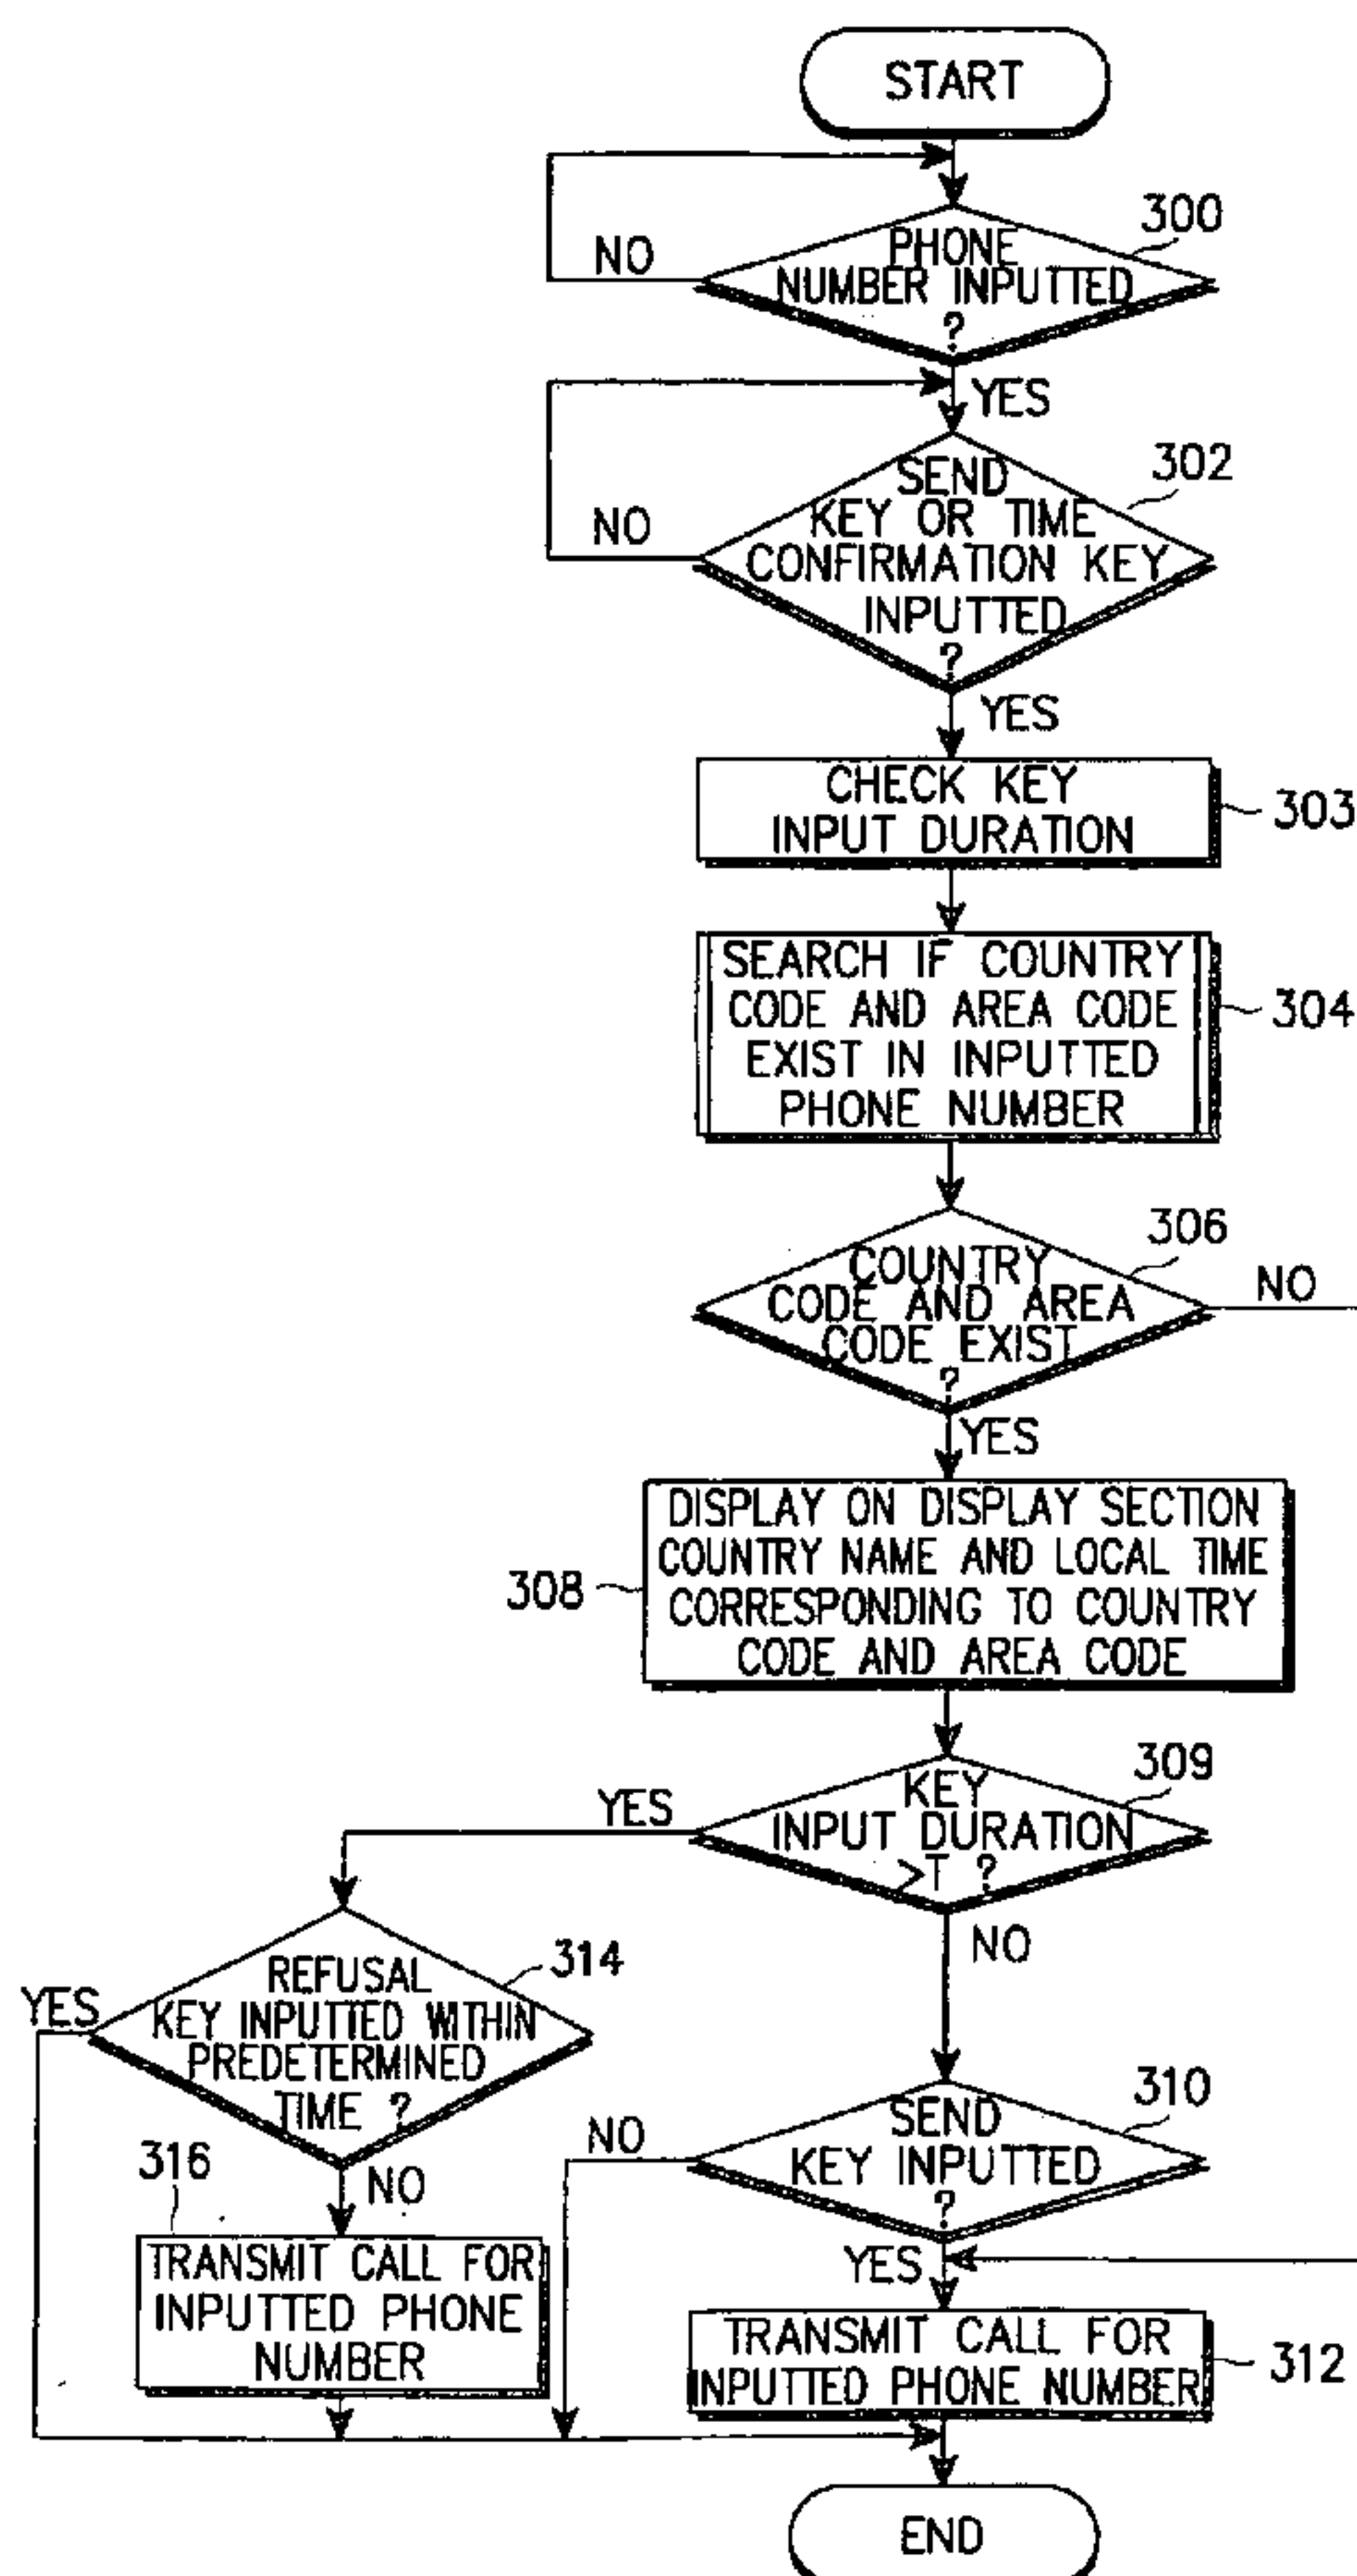 START
300
PHONE
NUMBER INPUTTED
?
NO
YES
302
SEND
KEY OR TIME
CONFIRMATION KEY
INPUTTED
?
NO
YES
CHECK KEY
INPUT DURATION
303
SEARCH IF COUNTRY
CODE AND AREA CODE
EXIST IN INPUTTED
PHONE NUMBER
304
306
COUNTRY
CODE AND AREA
CODE EXIST
?
NO
YES
DISPLAY ON DISPLAY SECTION
COUNTRY NAME AND LOCAL TIME
CORRESPONDING TO COUNTRY
CODE AND AREA CODE
308
309
KEY
INPUT DURATION
>T ?
YES
NO
314
REFUSAL
KEY INPUTTED WITHIN
PREDETERMINED
TIME ?
YES
NO
316
TRANSMIT CALL FOR
INPUTTED PHONE
NUMBER
310
SEND
KEY INPUTTED
?
NO
YES
TRANSMIT CALL FOR
INPUTTED PHONE NUMBER
312
END